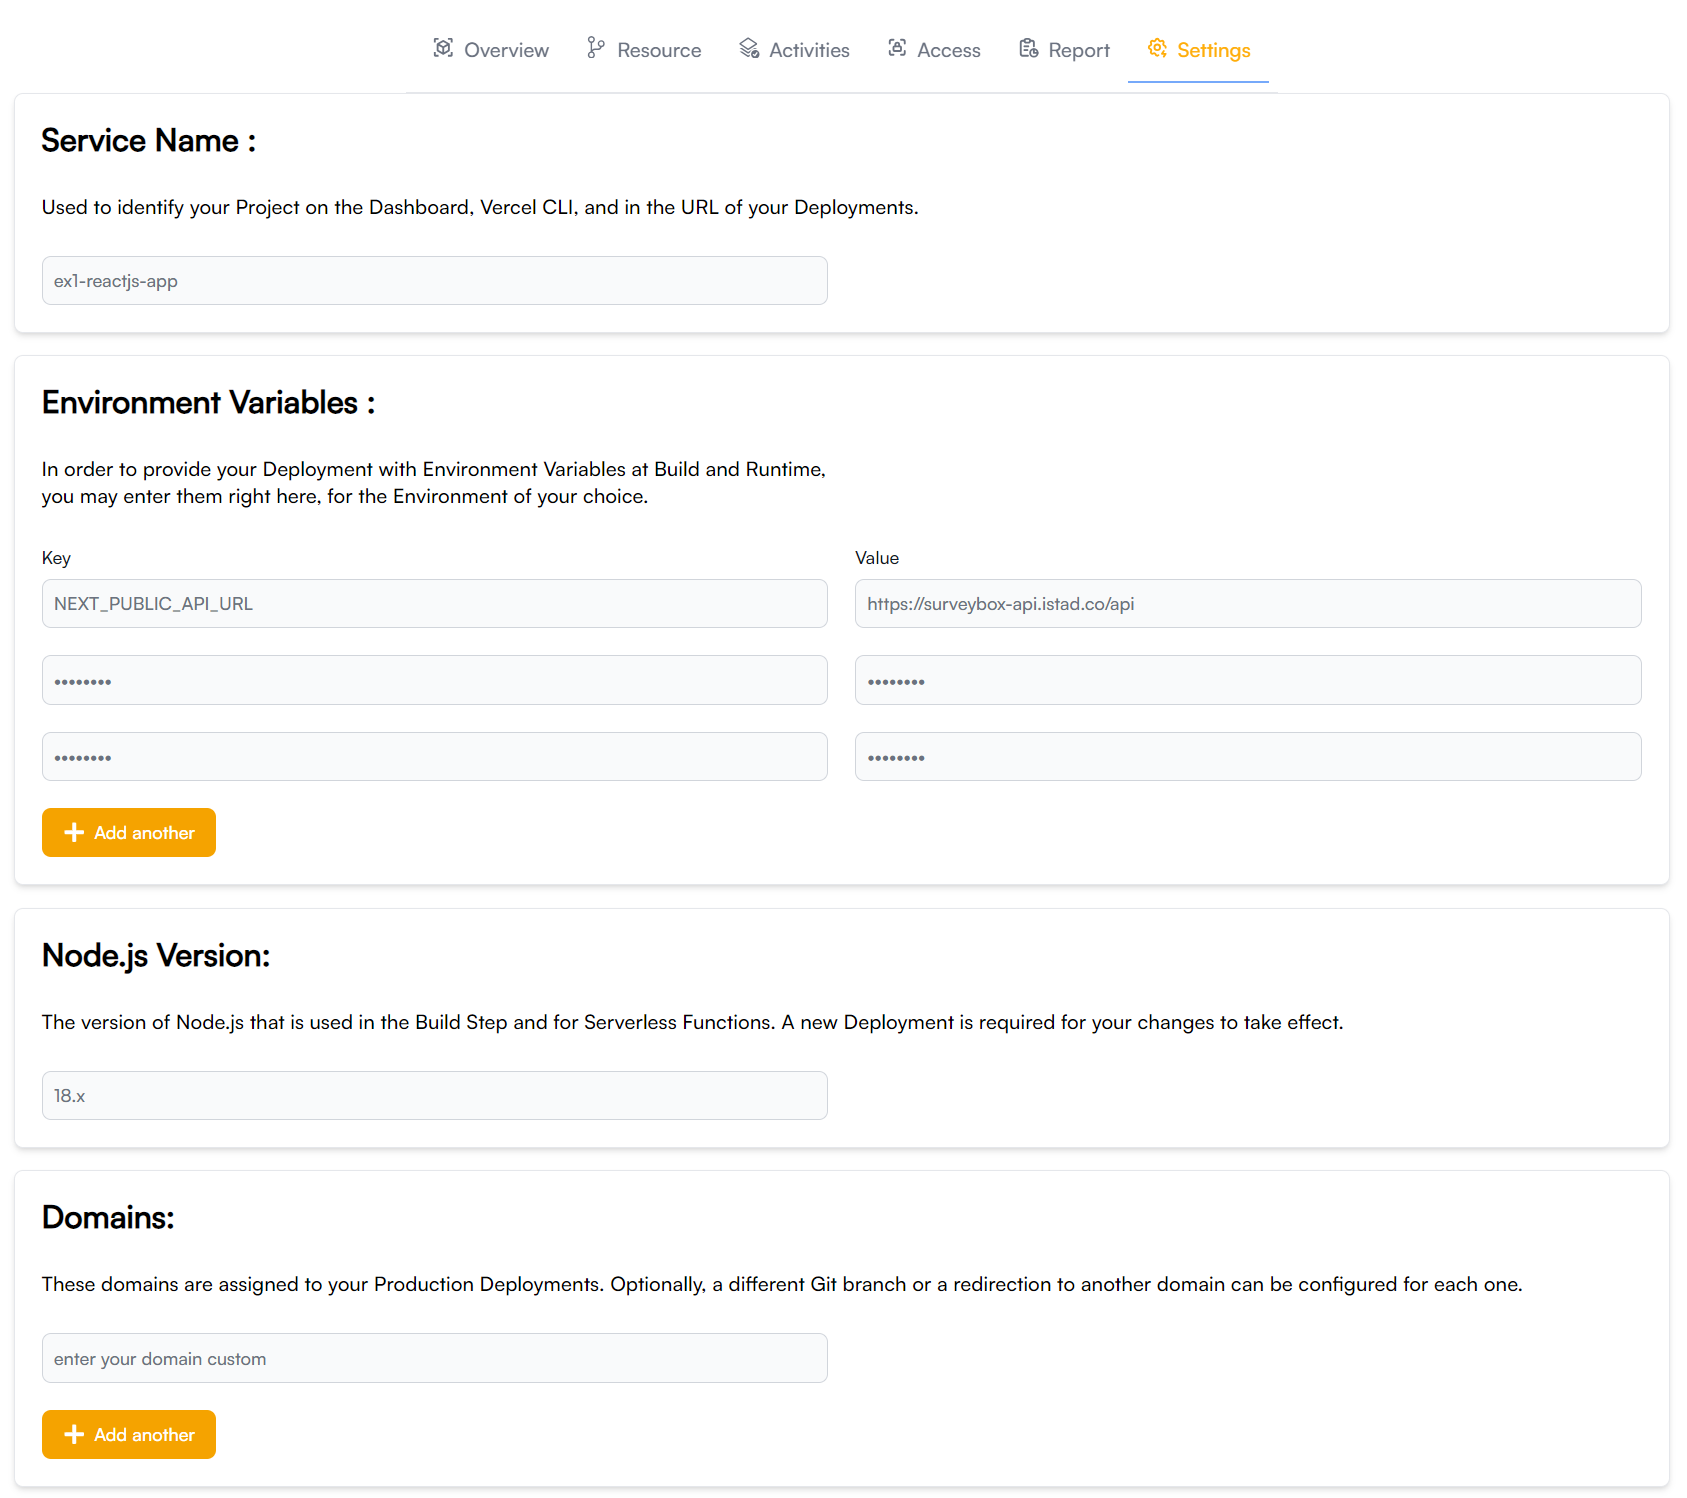 Overview Resource Activities Access Report Settings
Service Name :
Used to identify your Project on the Dashboard, Vercel CLI, and in the URL of your Deployments.
ex1-reactjs-app
Environment Variables :
In order to provide your Deployment with Environment Variables at Build and Runtime,
you may enter them right here, for the Environment of your choice.
Key Value
NEXT_PUBLIC_API_URL https://surveybox-api.istad.co/api
•••••••• ••••••••
•••••••• ••••••••
Add another
Node.js Version:
The version of Node.js that is used in the Build Step and for Serverless Functions. A new Deployment is required for your changes to take effect.
18.x
Domains:
These domains are assigned to your Production Deployments. Optionally, a different Git branch or a redirection to another domain can be configured for each one.
enter your domain custom
Add another